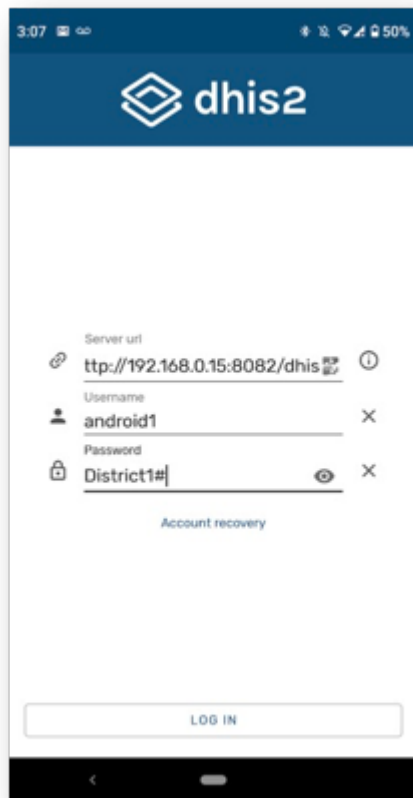 3:07 50%
dhis2
Server url
ttp://192.168.0.15:8082/dhis
Username
android1
Password
District1#
Account recovery
LOG IN